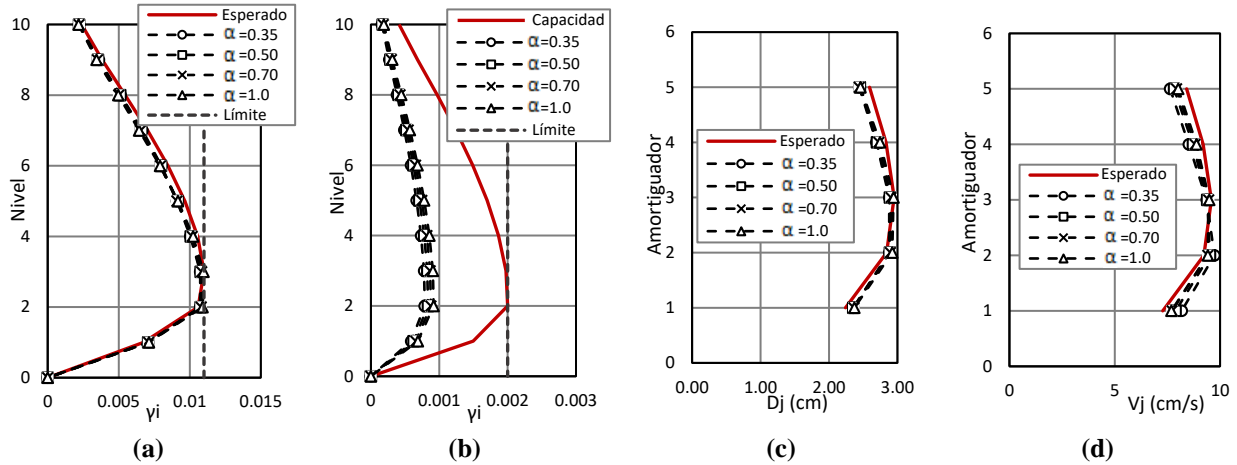 10
8
6
4
2
0
Nivel
0
0.005
0.01
0.015
γi
Esperado
α=0.35
α=0.50
α=0.70
α=1.0
Límite
(a)
10
8
6
4
2
0
Nivel
0
0.001
0.002
0.003
γi
Capacidad
α=0.35
α=0.50
α=0.70
α=1.0
Límite
(b)
6
5
4
3
2
1
0
Amortiguador
0.00
1.00
2.00
3.00
Dj (cm)
Esperado
α=0.35
α=0.50
α=0.70
α=1.0
(c)
6
5
4
3
2
1
0
Amortiguador
0
5
10
Vj (cm/s)
Esperado
α=0.35
α=0.50
α=0.70
α=1.0
(d)